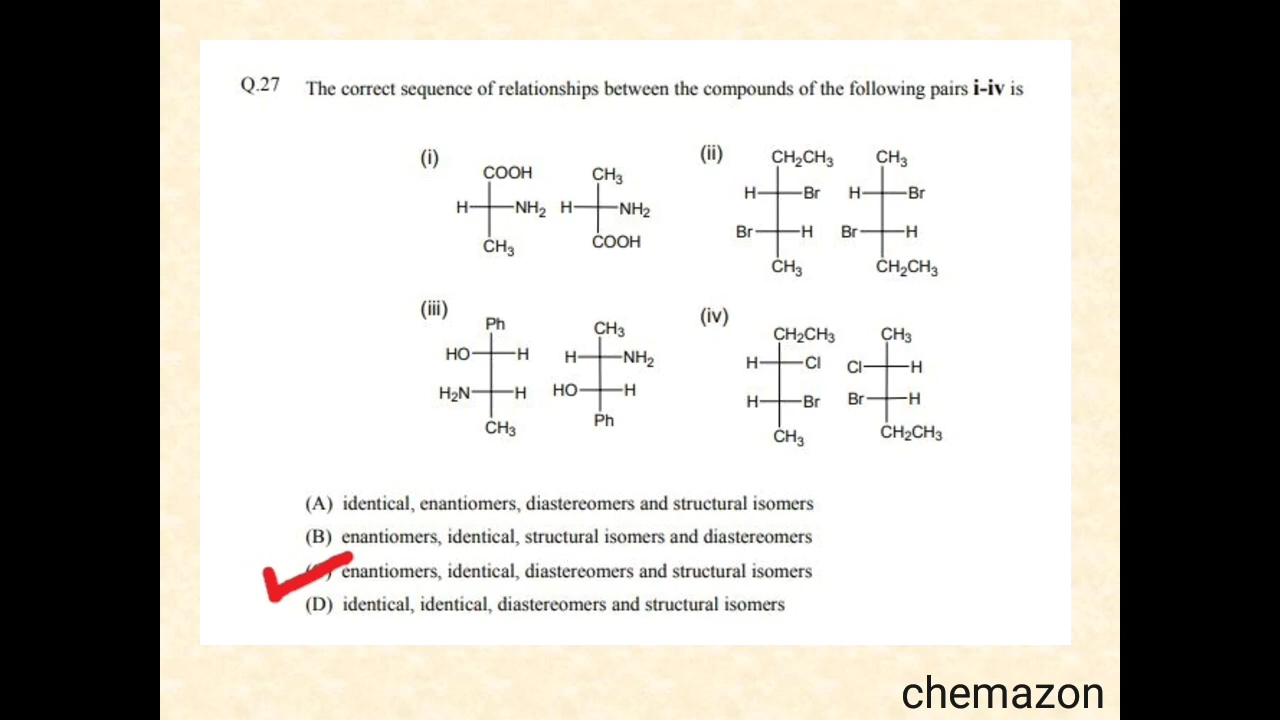 Q.27 The correct sequence of relationships between the compounds of the following pairs i-iv is
(i)
COOH
H NH2
CH3
CH3
H NH2
COOH
(ii)
CH2CH3
H Br
Br H
CH3
CH3
H Br
Br H
CH2CH3
(iii)
Ph
HO H
H2N H
CH3
CH3
H NH2
HO H
Ph
(iv)
CH2CH3
H Cl
H Br
CH3
CH3
Cl H
Br H
CH2CH3
(A) identical, enantiomers, diastereomers and structural isomers
(B) enantiomers, identical, structural isomers and diastereomers
enantiomers, identical, diastereomers and structural isomers
(D) identical, identical, diastereomers and structural isomers
chemazon